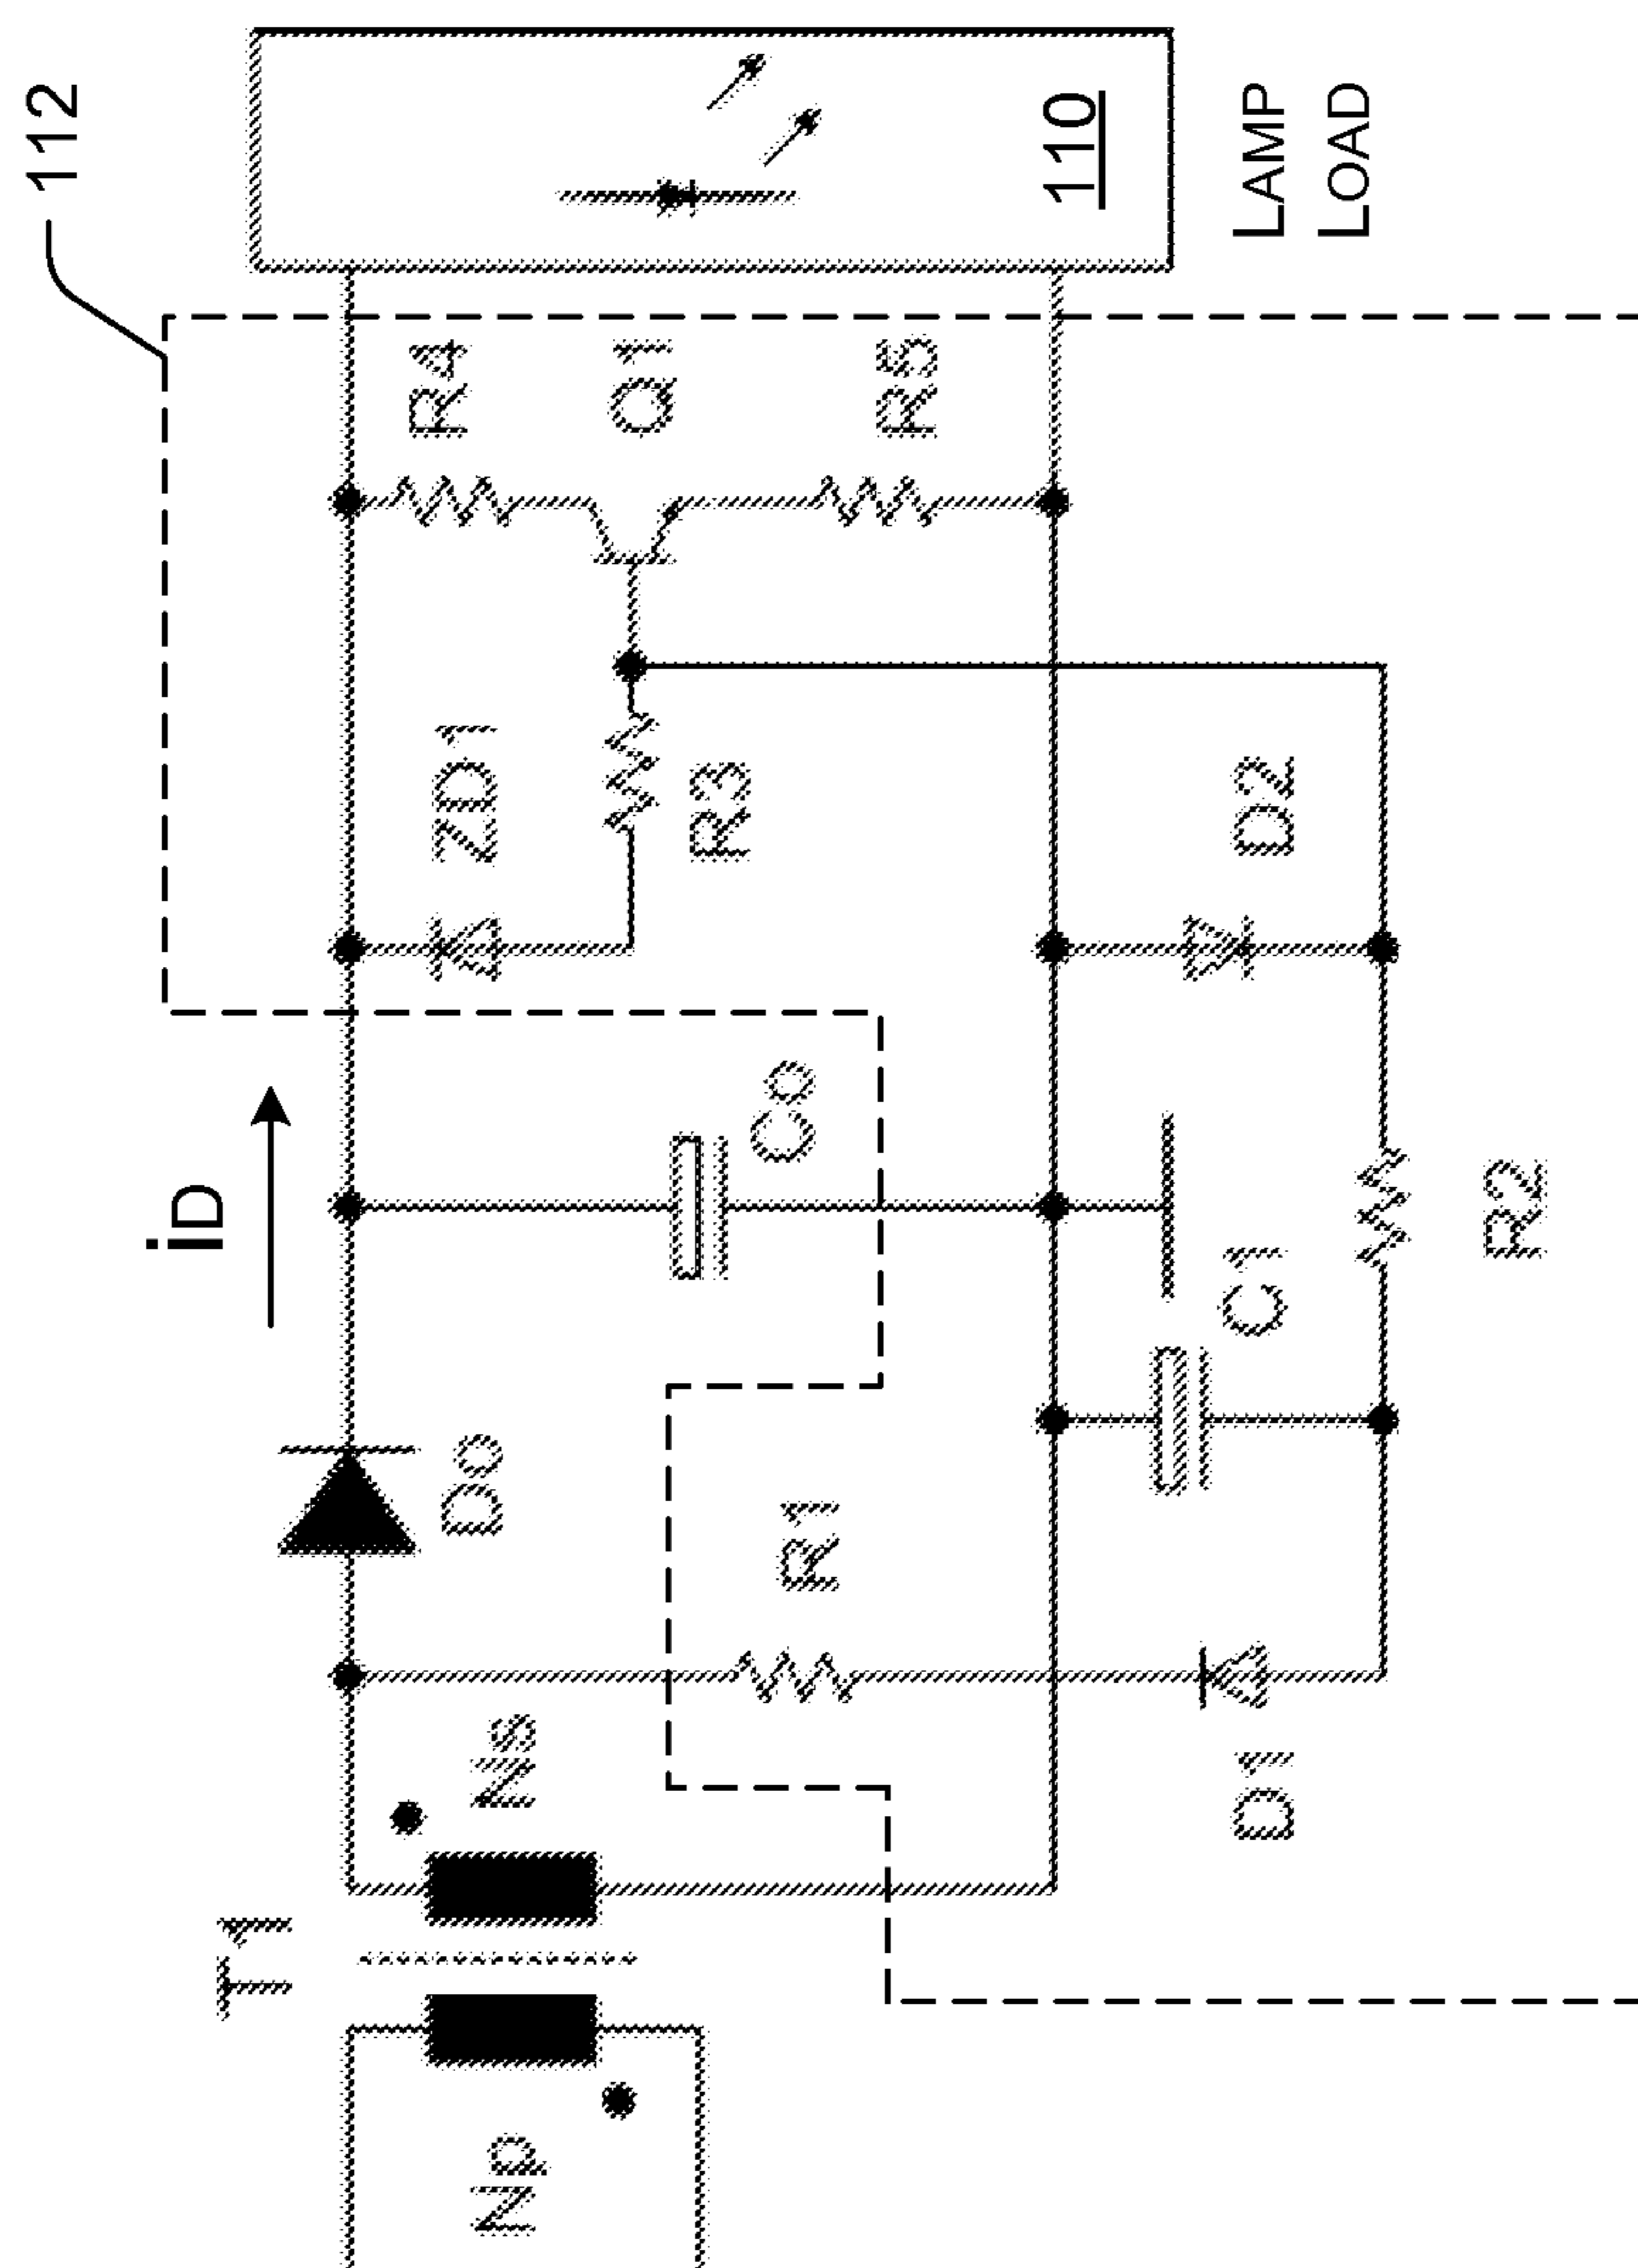 112
iD
T1
Np
Ns
Do
Co
ZD1
R4
Q1
R5
R3
R1
D1
C1
R2
D2
110
LAMP
LOAD